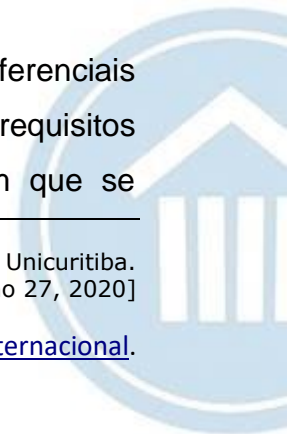 ferenciais
requisitos
que se
Unicuritiba.
o 27, 2020]
ternacional.